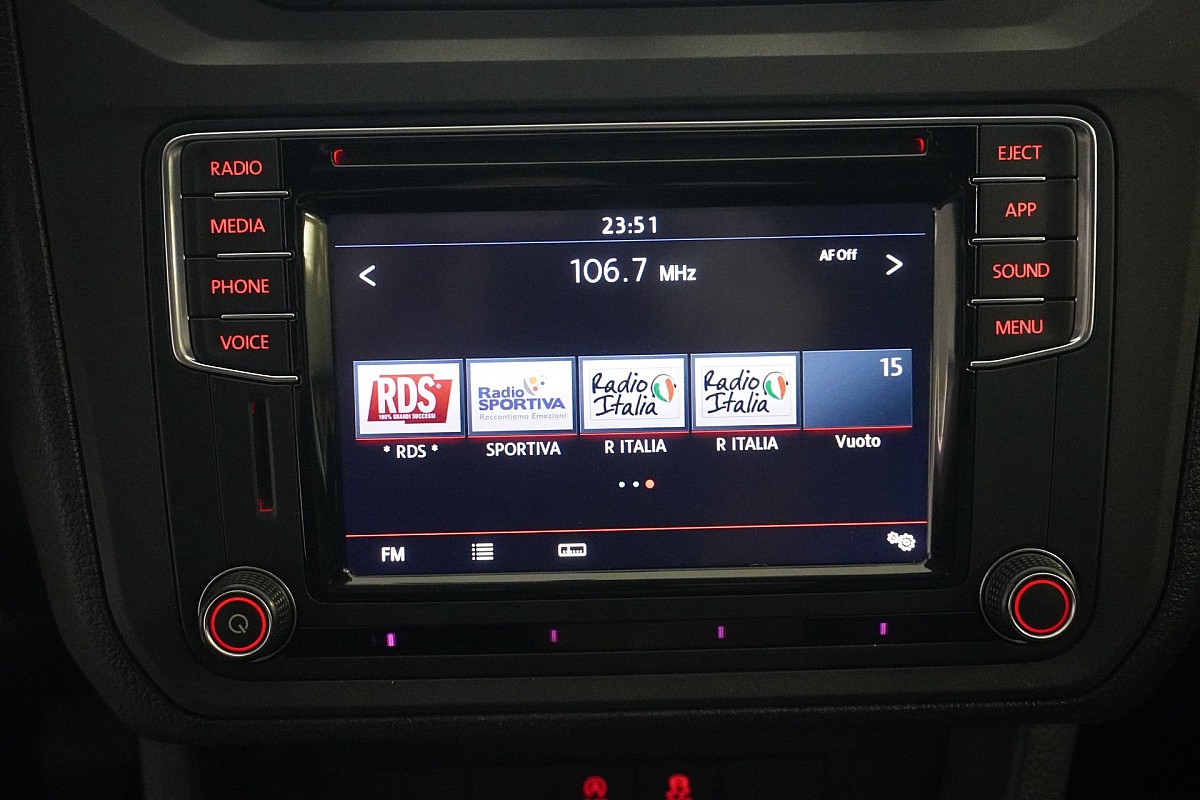 RADIO
MEDIA
PHONE
VOICE
EJECT
APP
SOUND
MENU
23:51
< 106.7 MHz AF Off >
RDS
100% GRANDI SUCCESSI
Radio
SPORTIVA
Raccontiamo Emozioni
Radio
Italia
Radio
Italia
15
* RDS *
SPORTIVA
R ITALIA
R ITALIA
Vuoto
FM